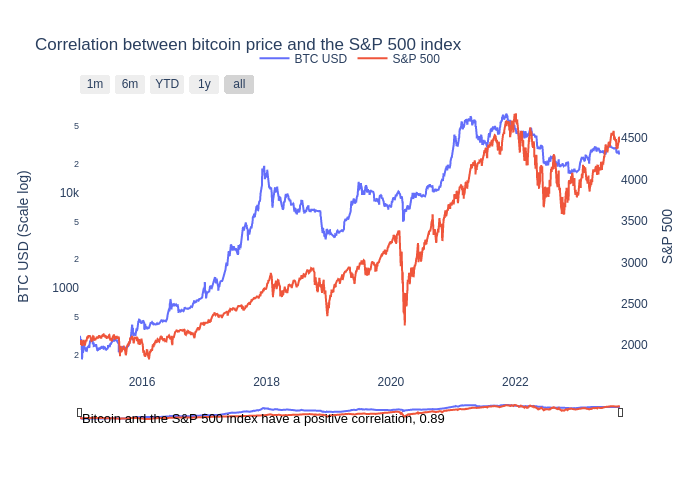 Correlation between bitcoin price and the S&P 500 index
BTC USD S&P 500
1m 6m YTD 1y all
5
2
10k
5
2
1000
5
2
BTC USD (Scale log)
4500
4000
3500
3000
2500
2000
S&P 500
2016 2018 2020 2022
Bitcoin and the S&P 500 index have a positive correlation, 0.89